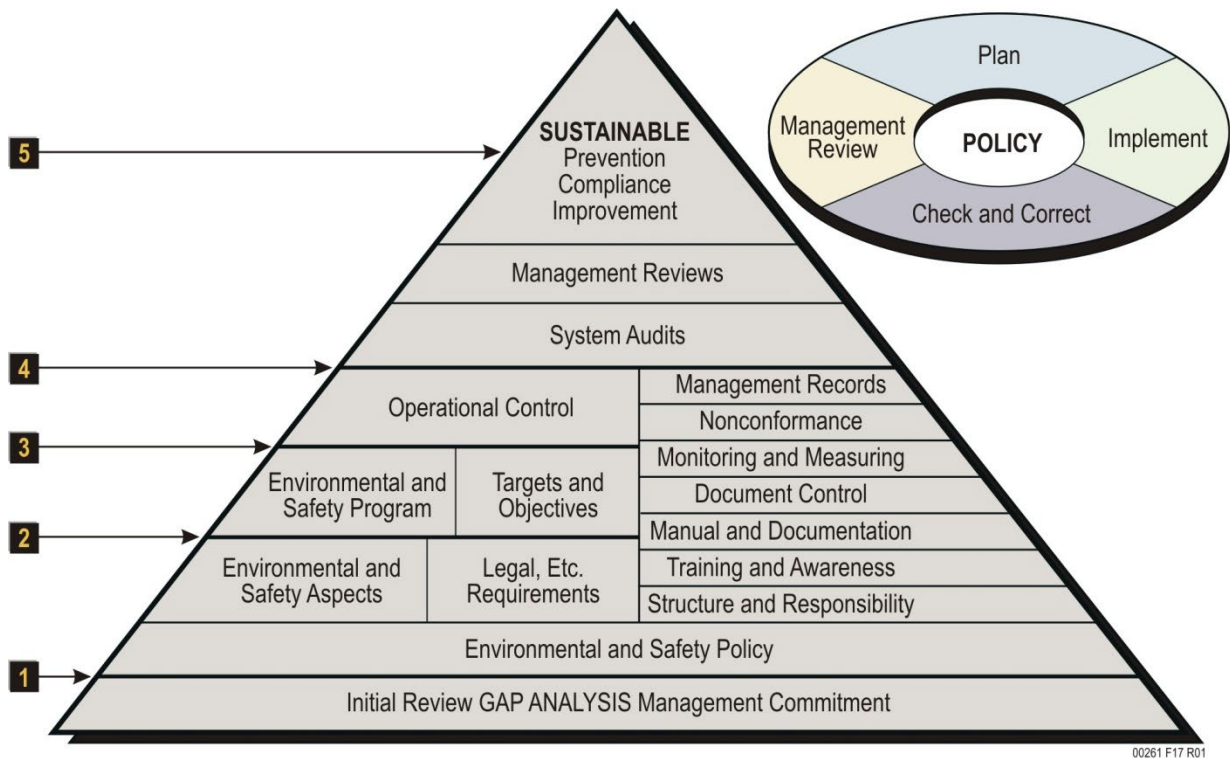 Plan
Management
Review
POLICY
Implement
Check and Correct
5
SUSTAINABLE
Prevention
Compliance
Improvement
Management Reviews
System Audits
4
Operational Control
Management Records
Nonconformance
3
Environmental and
Safety Program
Targets and
Objectives
Monitoring and Measuring
Document Control
2
Manual and Documentation
Environmental and
Safety Aspects
Legal, Etc.
Requirements
Training and Awareness
Structure and Responsibility
Environmental and Safety Policy
1
Initial Review GAP ANALYSIS Management Commitment
00261 F17 R01